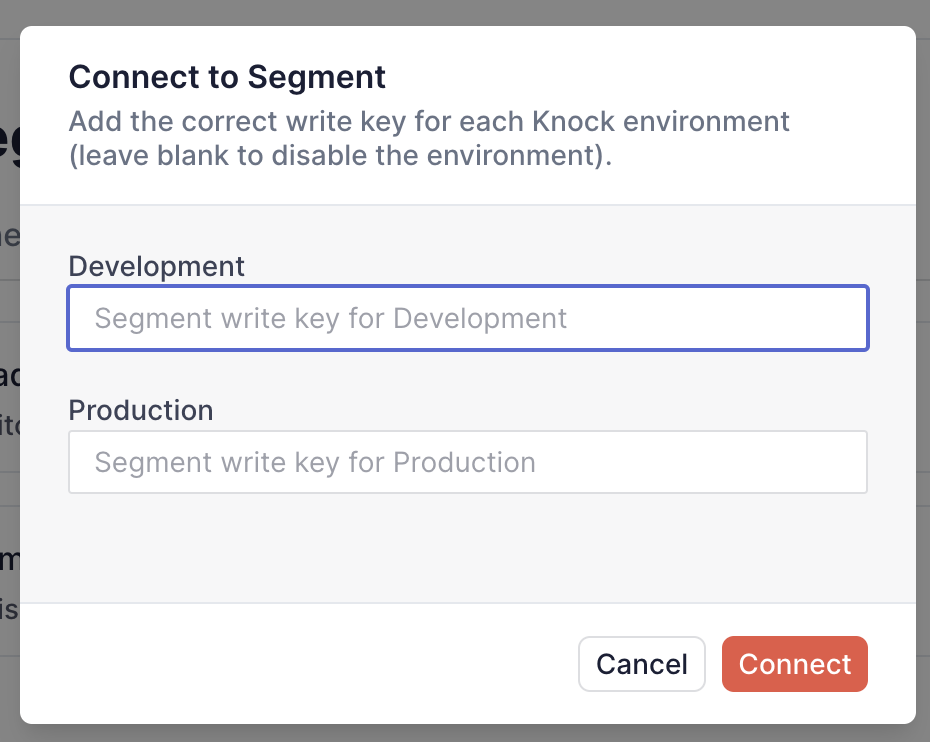 Connect to Segment
Add the correct write key for each Knock environment
(leave blank to disable the environment).
Development
Segment write key for Development
Production
Segment write key for Production
Cancel
Connect